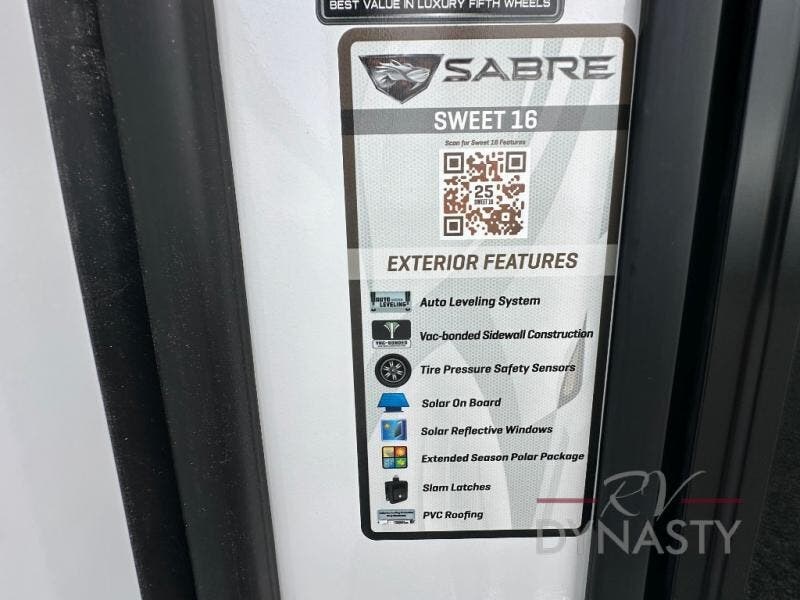 BEST VALUE IN LUXURY FIFTH WHEELS
SABRE
SWEET 16
Scan for Sweet 16 Features
25
SWEET 16
EXTERIOR FEATURES
AUTO
LEVELING
Auto Leveling System
VAC-BONDED
Vac-bonded Sidewall Construction
Tire Pressure Safety Sensors
Solar On Board
Solar Reflective Windows
Extended Season Polar Package
Slam Latches
PVC Roofing
RV
DYNASTY